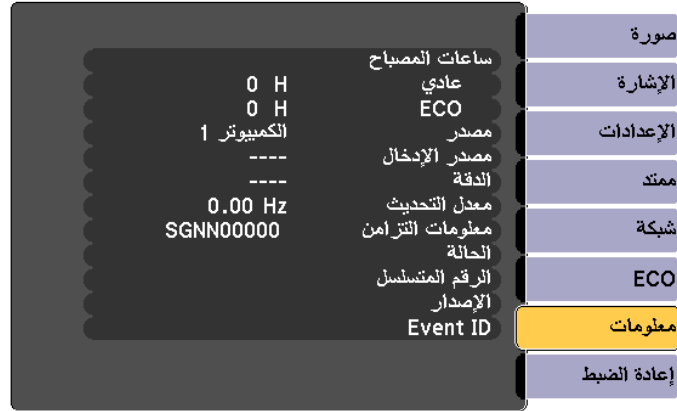 صورة
الإشارة
الإعدادات
ممتد
شبكة
ECO
معلومات
إعادة الضبط
ساعات المصباح
عادي 0 H
ECO 0 H
مصدر الكمبيوتر 1
مصدر الإدخال ----
الدقة ----
معدل التحديث 0.00 Hz
معلومات التزامن SGNN00000
الحالة
الرقم المتسلسل
الإصدار
Event ID